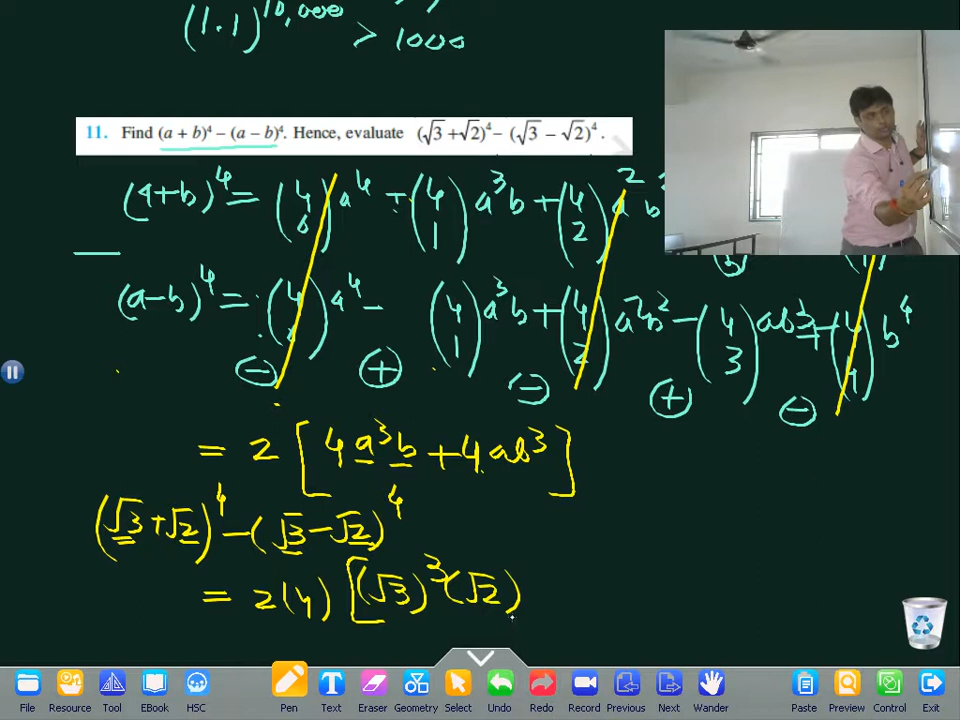 (1.1)^10,000 > 1000
11. Find (a + b)⁴ – (a – b)⁴. Hence, evaluate (√3 + √2)⁴ – (√3 – √2)⁴.
(a+b)⁴ = (4 0) a⁴ + (4 1) a³b + (4 2) a²b²
(a-b)⁴ = (4 0) a⁴ - (4 1) a³b + (4 2) a²b² - (4 3) ab³ + (4 4) b⁴
⊖ ⊕ ⊖ ⊕ ⊖
= 2 [4a³b + 4ab³]
(√3+√2)⁴ - (√3-√2)⁴
= 2(4) [(√3)³(√2)
File Resource Tool EBook HSC Pen Text Eraser Geometry Select Undo Redo Record Previous Next Wander Paste Preview Control Exit